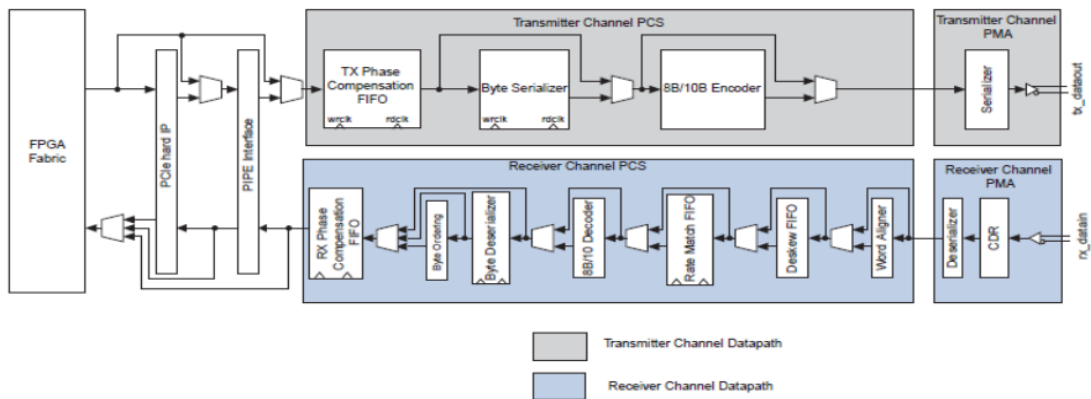 Transmitter Channel PCS
Transmitter Channel
PMA
FPGA
Fabric
PCIe hard IP
PIPE Interface
TX Phase
Compensation
FIFO
wrclk
rdclk
Byte Serializer
wrclk
rdclk
8B/10B Encoder
Serializer
tx_dataout
Receiver Channel PCS
Receiver Channel
PMA
RX Phase
Compensation
FIFO
Byte Ordering
Byte Deserializer
8B/10 Decoder
Rate Match FIFO
Deskew FIFO
Word Aligner
Deserializer
CDR
rx_datain
Transmitter Channel Datapath
Receiver Channel Datapath